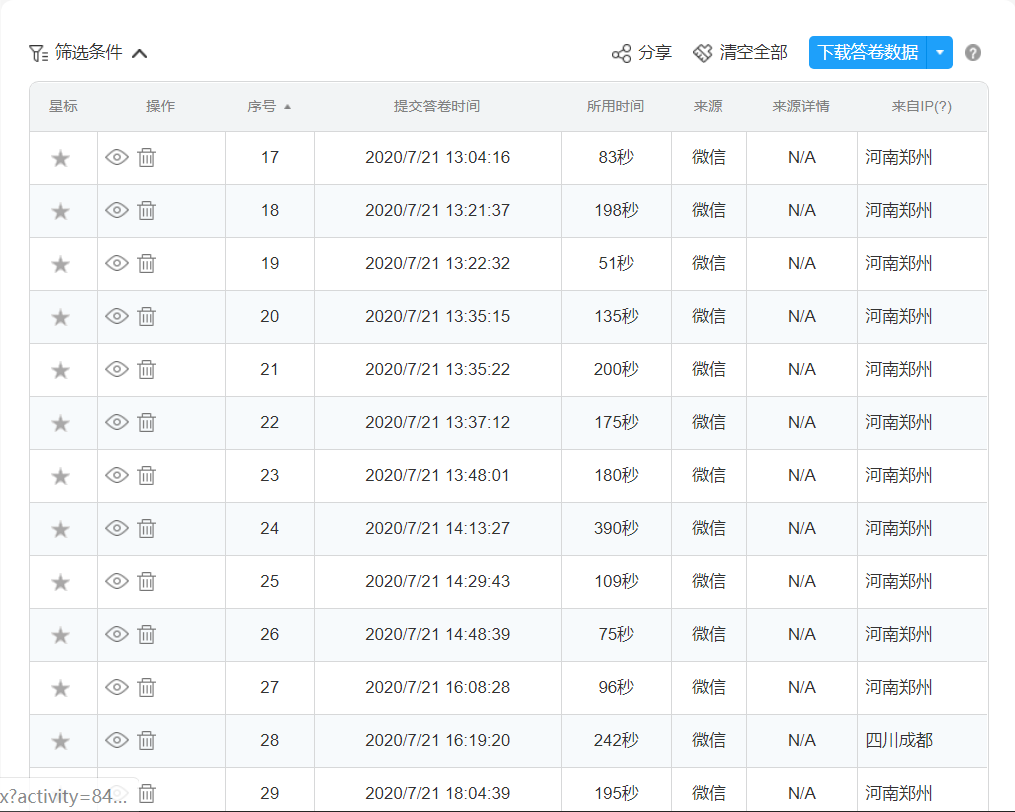 筛选条件 分享 清空全部 下载答卷数据 ?
星标 操作 序号 提交答卷时间 所用时间 来源 来源详情 来自IP(?)
17 2020/7/21 13:04:16 83秒 微信 N/A 河南郑州
18 2020/7/21 13:21:37 198秒 微信 N/A 河南郑州
19 2020/7/21 13:22:32 51秒 微信 N/A 河南郑州
20 2020/7/21 13:35:15 135秒 微信 N/A 河南郑州
21 2020/7/21 13:35:22 200秒 微信 N/A 河南郑州
22 2020/7/21 13:37:12 175秒 微信 N/A 河南郑州
23 2020/7/21 13:48:01 180秒 微信 N/A 河南郑州
24 2020/7/21 14:13:27 390秒 微信 N/A 河南郑州
25 2020/7/21 14:29:43 109秒 微信 N/A 河南郑州
26 2020/7/21 14:48:39 75秒 微信 N/A 河南郑州
27 2020/7/21 16:08:28 96秒 微信 N/A 河南郑州
28 2020/7/21 16:19:20 242秒 微信 N/A 四川成都
x?activity=84... 29 2020/7/21 18:04:39 195秒 微信 N/A 河南郑州